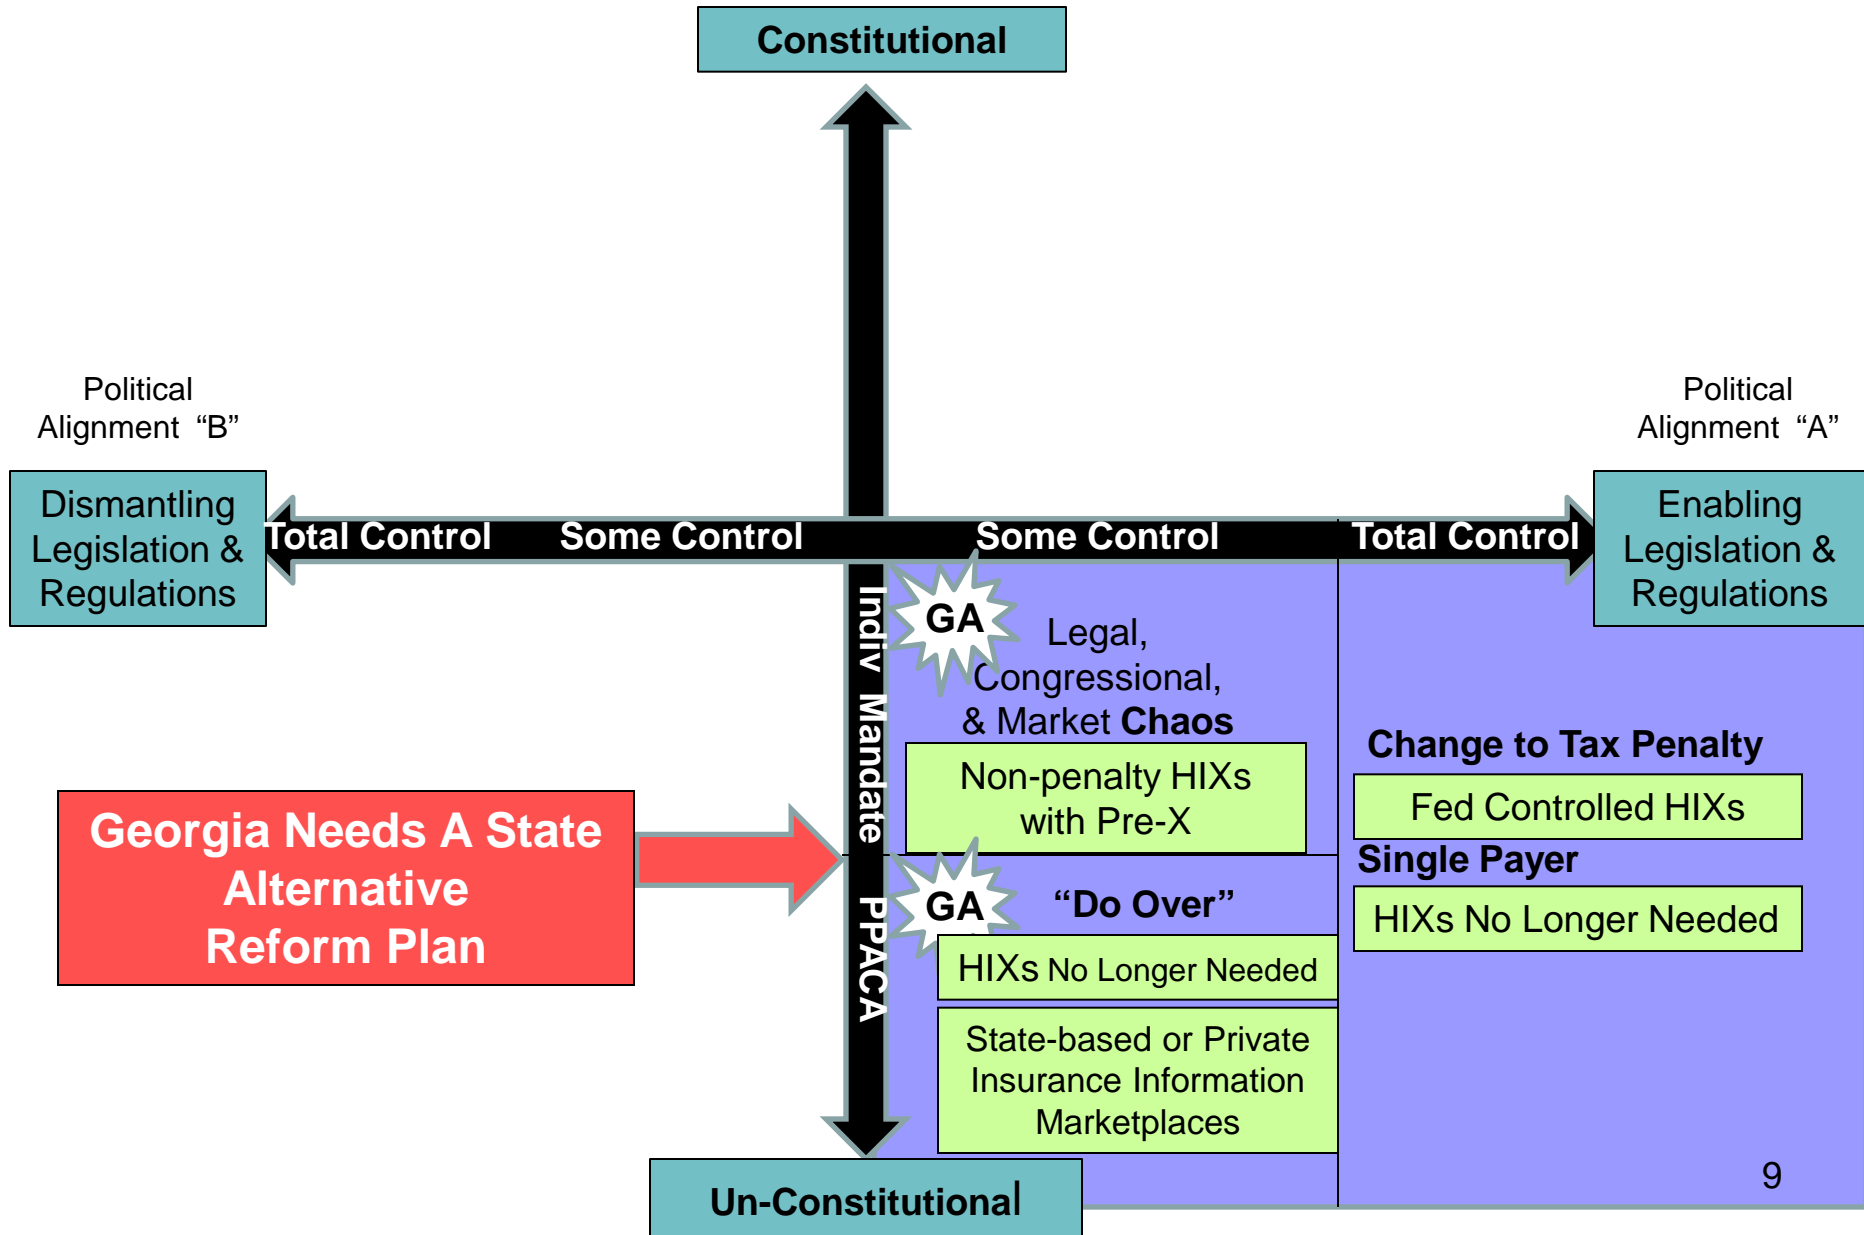 Constitutional
Political
Alignment “B”
Political
Alignment “A”
Dismantling
Legislation &
Regulations
Total Control
Some Control
Some Control
Total Control
Enabling
Legislation &
Regulations
Indiv Mandate
PPACA
GA
Legal,
Congressional,
& Market Chaos
Non-penalty HIXs
with Pre-X
Change to Tax Penalty
Fed Controlled HIXs
Single Payer
HIXs No Longer Needed
Georgia Needs A State
Alternative
Reform Plan
GA
“Do Over”
HIXs No Longer Needed
State-based or Private
Insurance Information
Marketplaces
Un-Constitutional
9